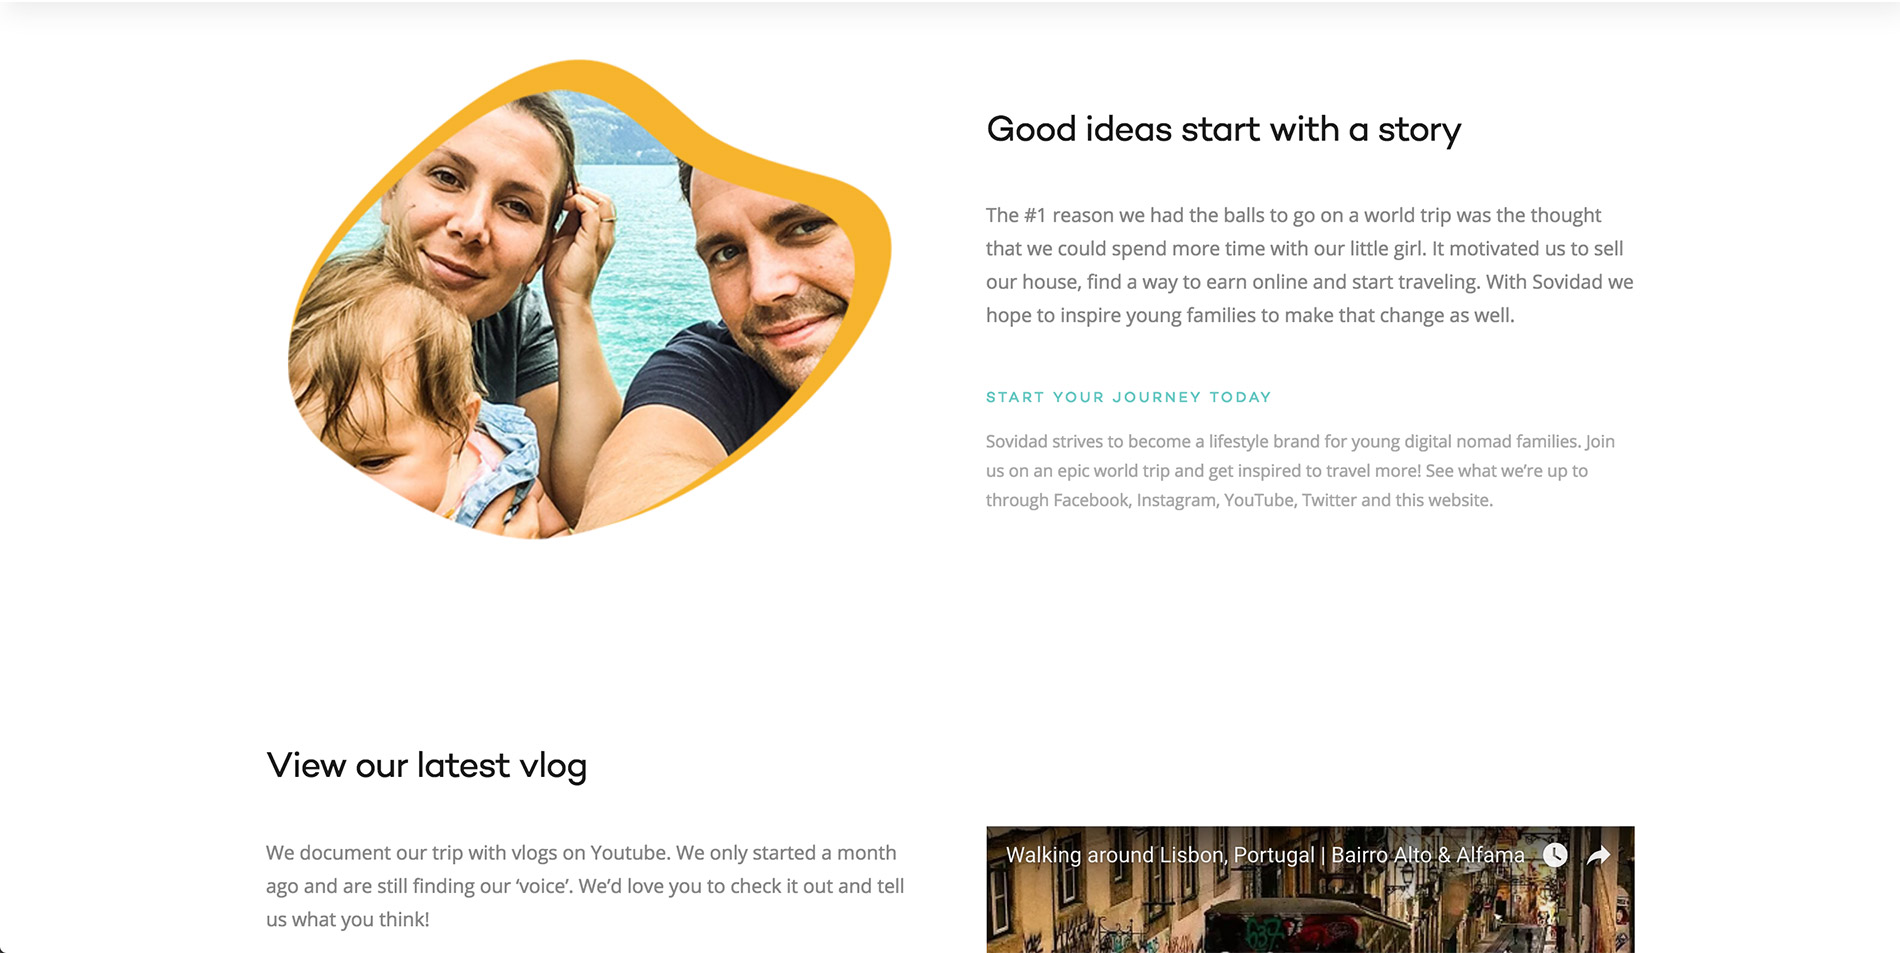 Good ideas start with a story
The #1 reason we had the balls to go on a world trip was the thought
that we could spend more time with our little girl. It motivated us to sell
our house, find a way to earn online and start traveling. With Sovidad we
hope to inspire young families to make that change as well.
START YOUR JOURNEY TODAY
Sovidad strives to become a lifestyle brand for young digital nomad families. Join
us on an epic world trip and get inspired to travel more! See what we’re up to
through Facebook, Instagram, YouTube, Twitter and this website.
View our latest vlog
We document our trip with vlogs on Youtube. We only started a month
ago and are still finding our ‘voice’. We’d love you to check it out and tell
us what you think!
Walking around Lisbon, Portugal | Bairro Alto & Alfama